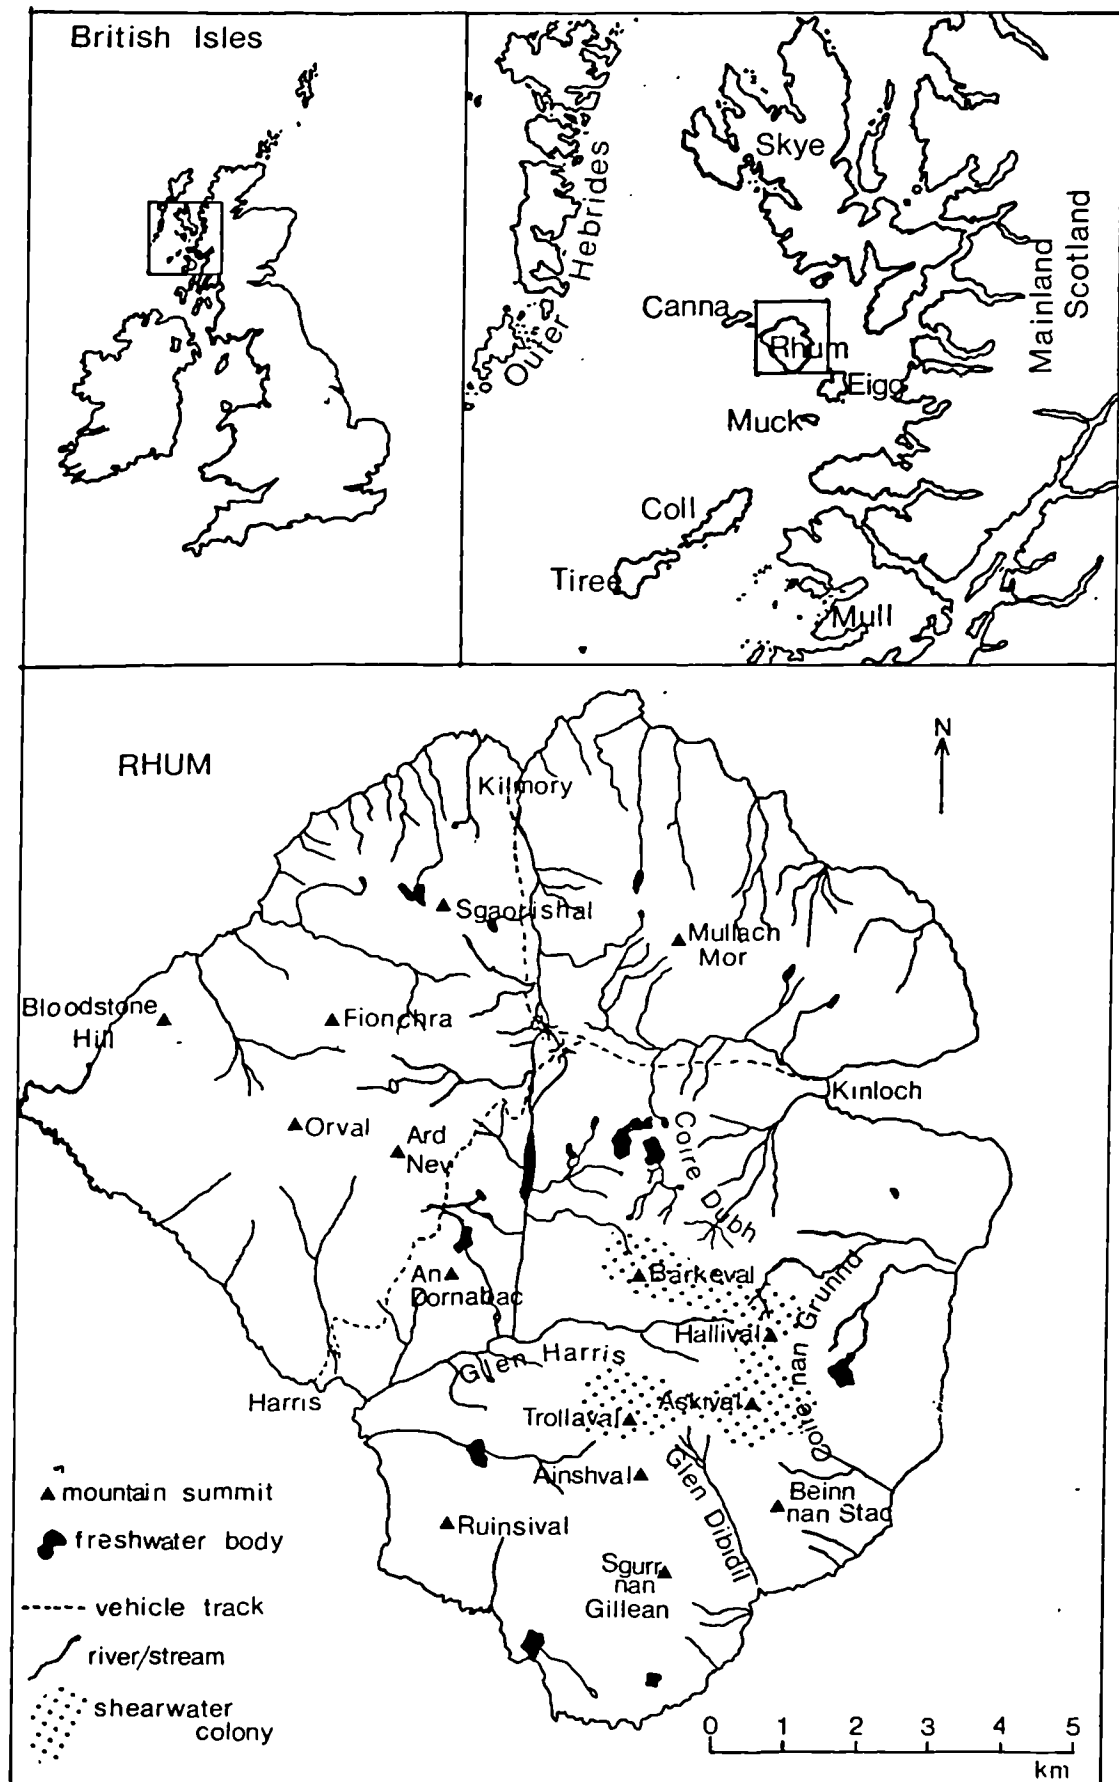 British Isles
Skye
Outer Hebrides
Mainland
Scotland
Canna
Rhum
Eigg
Muck
Coll
Tiree
Mull
RHUM
N
Kilmory
Sgaorishal
Mullach
Mor
Bloodstone
Hill
Fionchra
Kinloch
Orval
Ard
Nev
Coire Dubh
Barkeval
An
Dornabac
Coire nan Grunnd
Hallival
Glen Harris
Harris
Askival
Trollaval
Ainshval
Glen Dibidil
Beinn
nan Stac
Ruinsival
Sgurr
nan
Gillean
mountain summit
freshwater body
vehicle track
river/stream
shearwater
colony
0 1 2 3 4 5
km